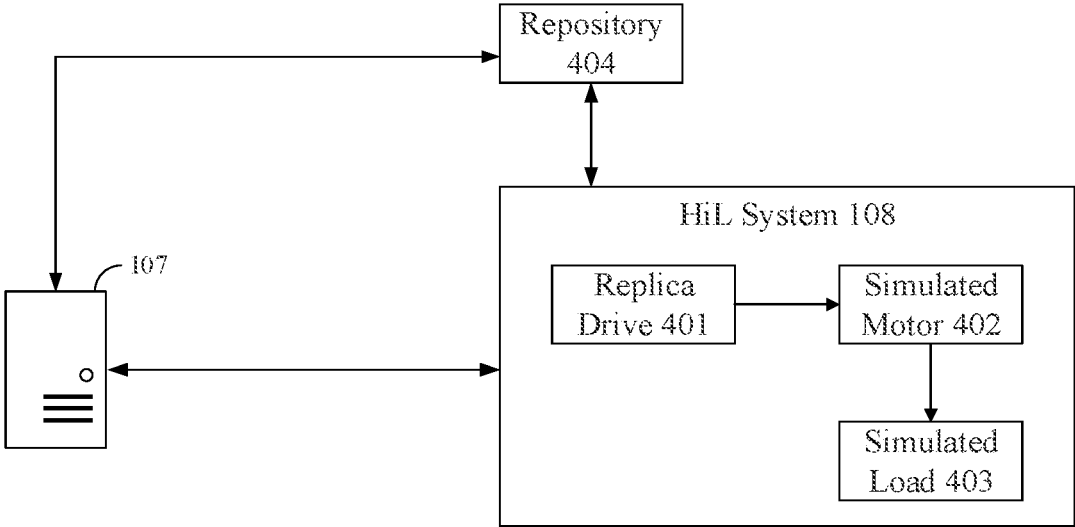 Repository
404
HiL System 108
107
Replica
Drive 401
Simulated
Motor 402
Simulated
Load 403